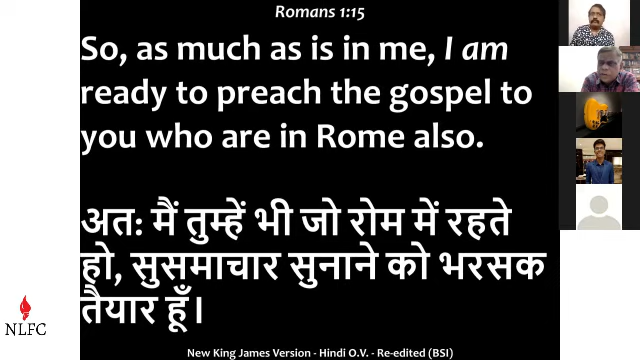 Romans 1:15
So, as much as is in me, I am
ready to preach the gospel to
you who are in Rome also.
अत: मैं तुम्हें भी जो रोम में रहते
हो, सुसमाचार सुनाने को भरसक
तैयार हूँ।
NLFC
New King James Version - Hindi O.V. - Re-edited (BSI)